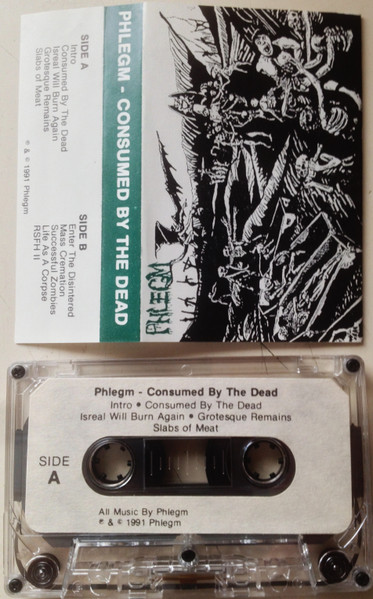 PHLEGM
PHLEGM - CONSUMED BY THE DEAD
SIDE A
Intro
Consumed By The Dead
Isreal Will Burn Again
Grotesque Remains
Slabs of Meat
℗ & © 1991 Phlegm
SIDE B
Enter The Disintered
Mass Cremation
Successful Zombies
Life As A Corpse
RSFH II
Phlegm - Consumed By The Dead
Intro • Consumed By The Dead
Isreal Will Burn Again • Grotesque Remains
Slabs of Meat
SIDE
A
All Music By Phlegm
℗ & © 1991 Phlegm